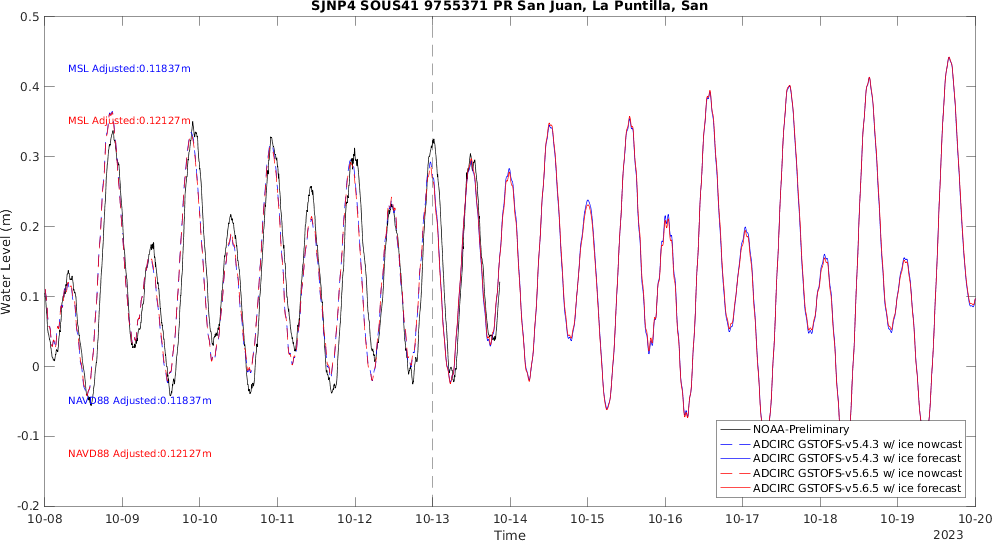 SJNP4 SOUS41 9755371 PR San Juan, La Puntilla, San
Water Level (m)
0.5
0.4
0.3
0.2
0.1
0
-0.1
-0.2
MSL Adjusted:0.11837m
MSL Adjusted:0.12127m
NAVD88 Adjusted:0.11837m
NAVD88 Adjusted:0.12127m
NOAA-Preliminary
ADCIRC GSTOFS-v5.4.3 w/ ice nowcast
ADCIRC GSTOFS-v5.4.3 w/ ice forecast
ADCIRC GSTOFS-v5.6.5 w/ ice nowcast
ADCIRC GSTOFS-v5.6.5 w/ ice forecast
10-08 10-09 10-10 10-11 10-12 10-13 10-14 10-15 10-16 10-17 10-18 10-19 10-20
Time
2023